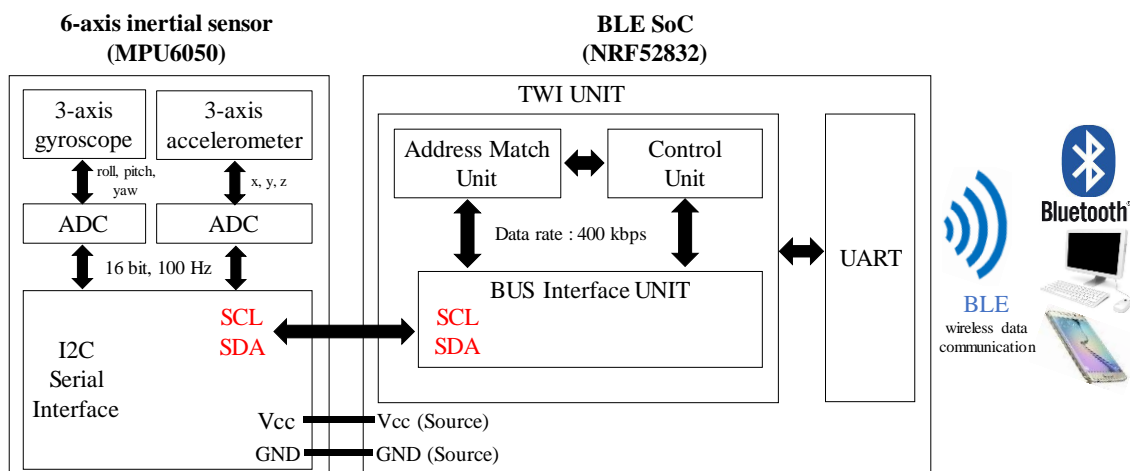 6-axis inertial sensor
(MPU6050)
BLE SoC
(NRF52832)
3-axis
gyroscope
3-axis
accelerometer
roll, pitch,
yaw
x, y, z
ADC
ADC
16 bit, 100 Hz
I2C
Serial
Interface
SCL
SDA
Vcc
GND
TWI UNIT
Address Match
Unit
Control
Unit
Data rate : 400 kbps
BUS Interface UNIT
SCL
SDA
Vcc (Source)
GND (Source)
UART
BLE
wireless data
communication
Bluetooth®